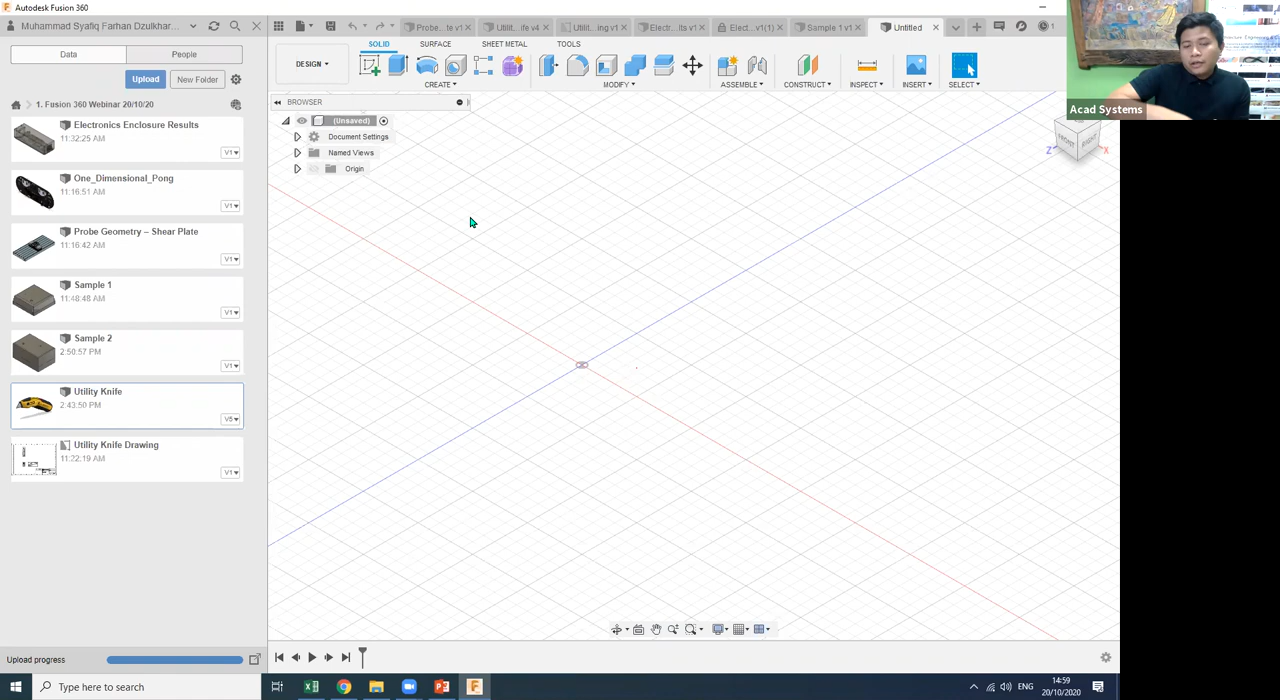 Autodesk Fusion 360
Muhammad Syafiq Farhan Dzulkhar...
Probe...te v1
Utilit...ife v4
Utilit...ing v1
Electr...lts v1
Elect...v1(1)
Sample 1 v1
Untitled
1
Data
People
Upload
New Folder
1. Fusion 360 Webinar 20/10/20
Electronics Enclosure Results
11:32:25 AM
V1
One_Dimensional_Pong
11:16:51 AM
V1
Probe Geometry – Shear Plate
11:16:42 AM
V1
Sample 1
11:48:48 AM
V1
Sample 2
2:50:57 PM
V1
Utility Knife
2:43:50 PM
V5
Utility Knife Drawing
11:22:19 AM
V1
Upload progress
SOLID
SURFACE
SHEET METAL
TOOLS
DESIGN
CREATE
MODIFY
ASSEMBLE
CONSTRUCT
INSPECT
INSERT
SELECT
BROWSER
(Unsaved)
Document Settings
Named Views
Origin
FRONT
RIGHT
Z
X
Acad Systems
Type here to search
ENG
14:59
20/10/2020